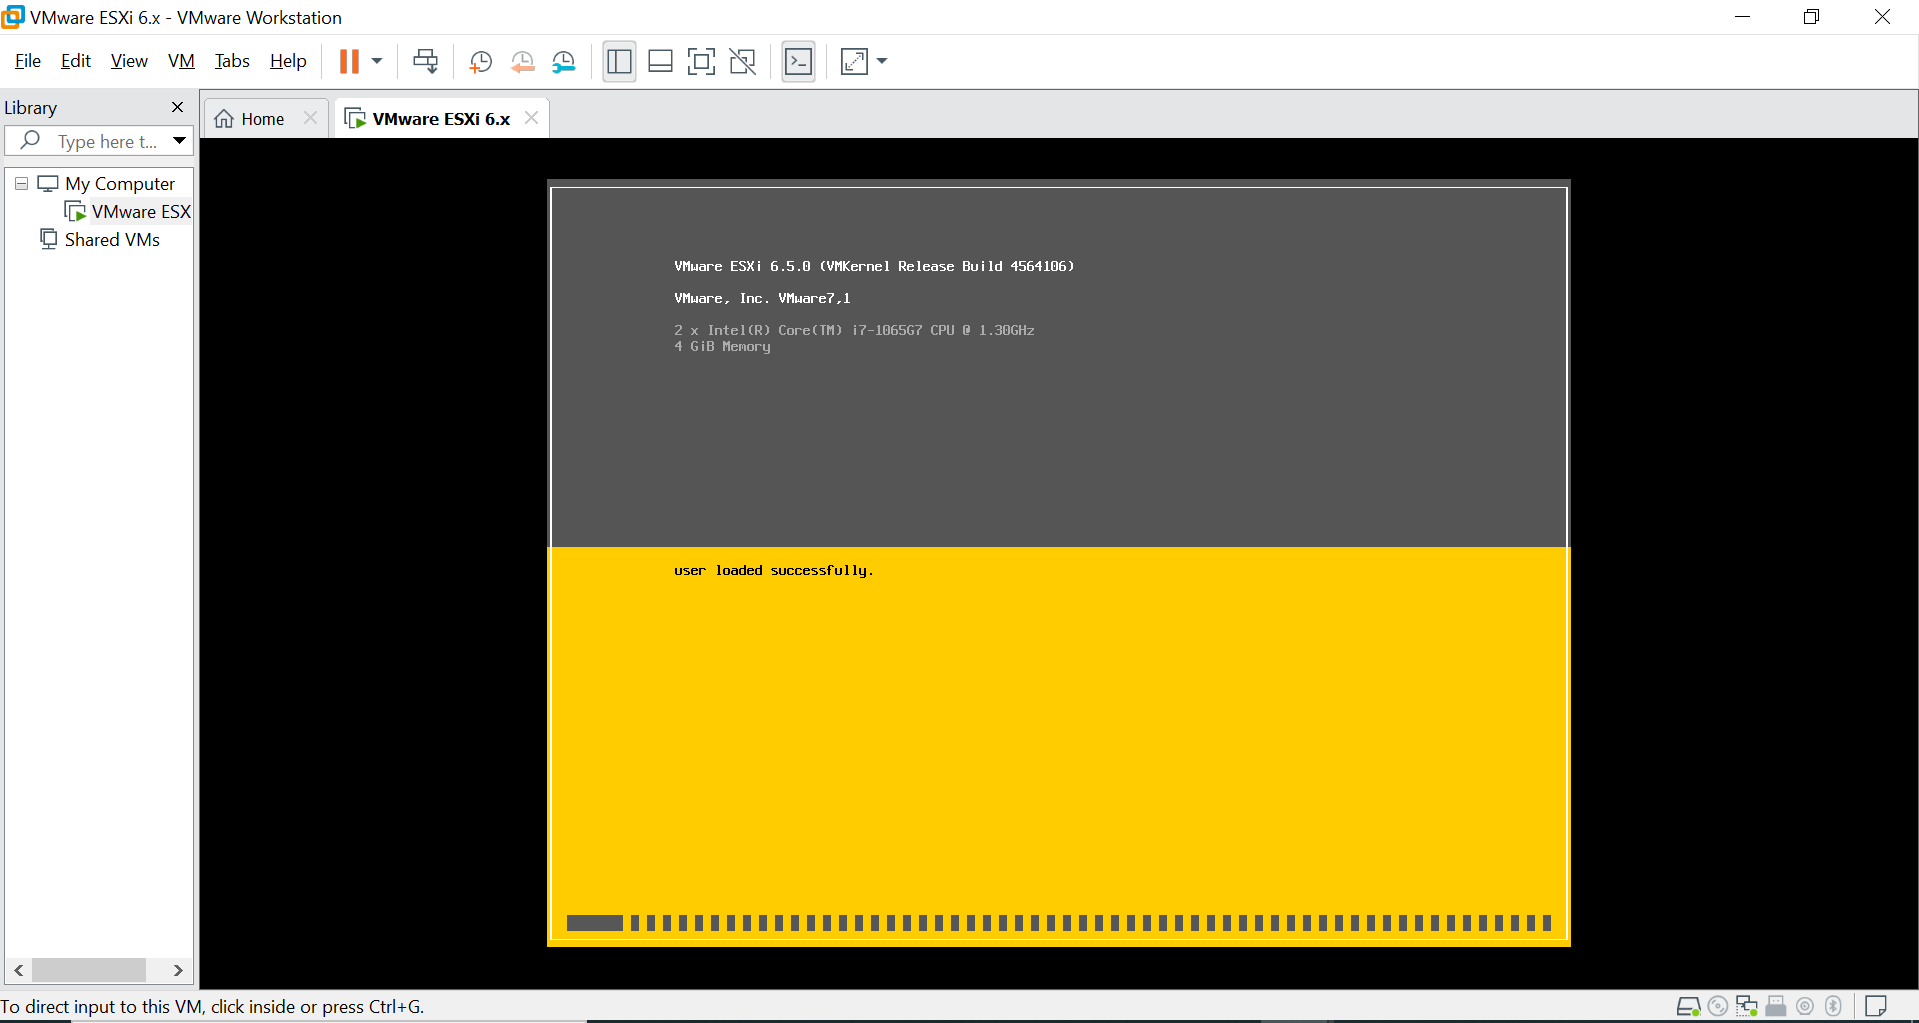 VMware ESXi 6.x - VMware Workstation
File Edit View VM Tabs Help
Library
Home
VMware ESXi 6.x
Type here t...
My Computer
VMware ESX
Shared VMs
VMware ESXi 6.5.0 (VMKernel Release Build 4564106)
VMware, Inc. VMware7,1
2 x Intel(R) Core(TM) i7-1065G7 CPU @ 1.30GHz
4 GiB Memory
user loaded successfully.
To direct input to this VM, click inside or press Ctrl+G.